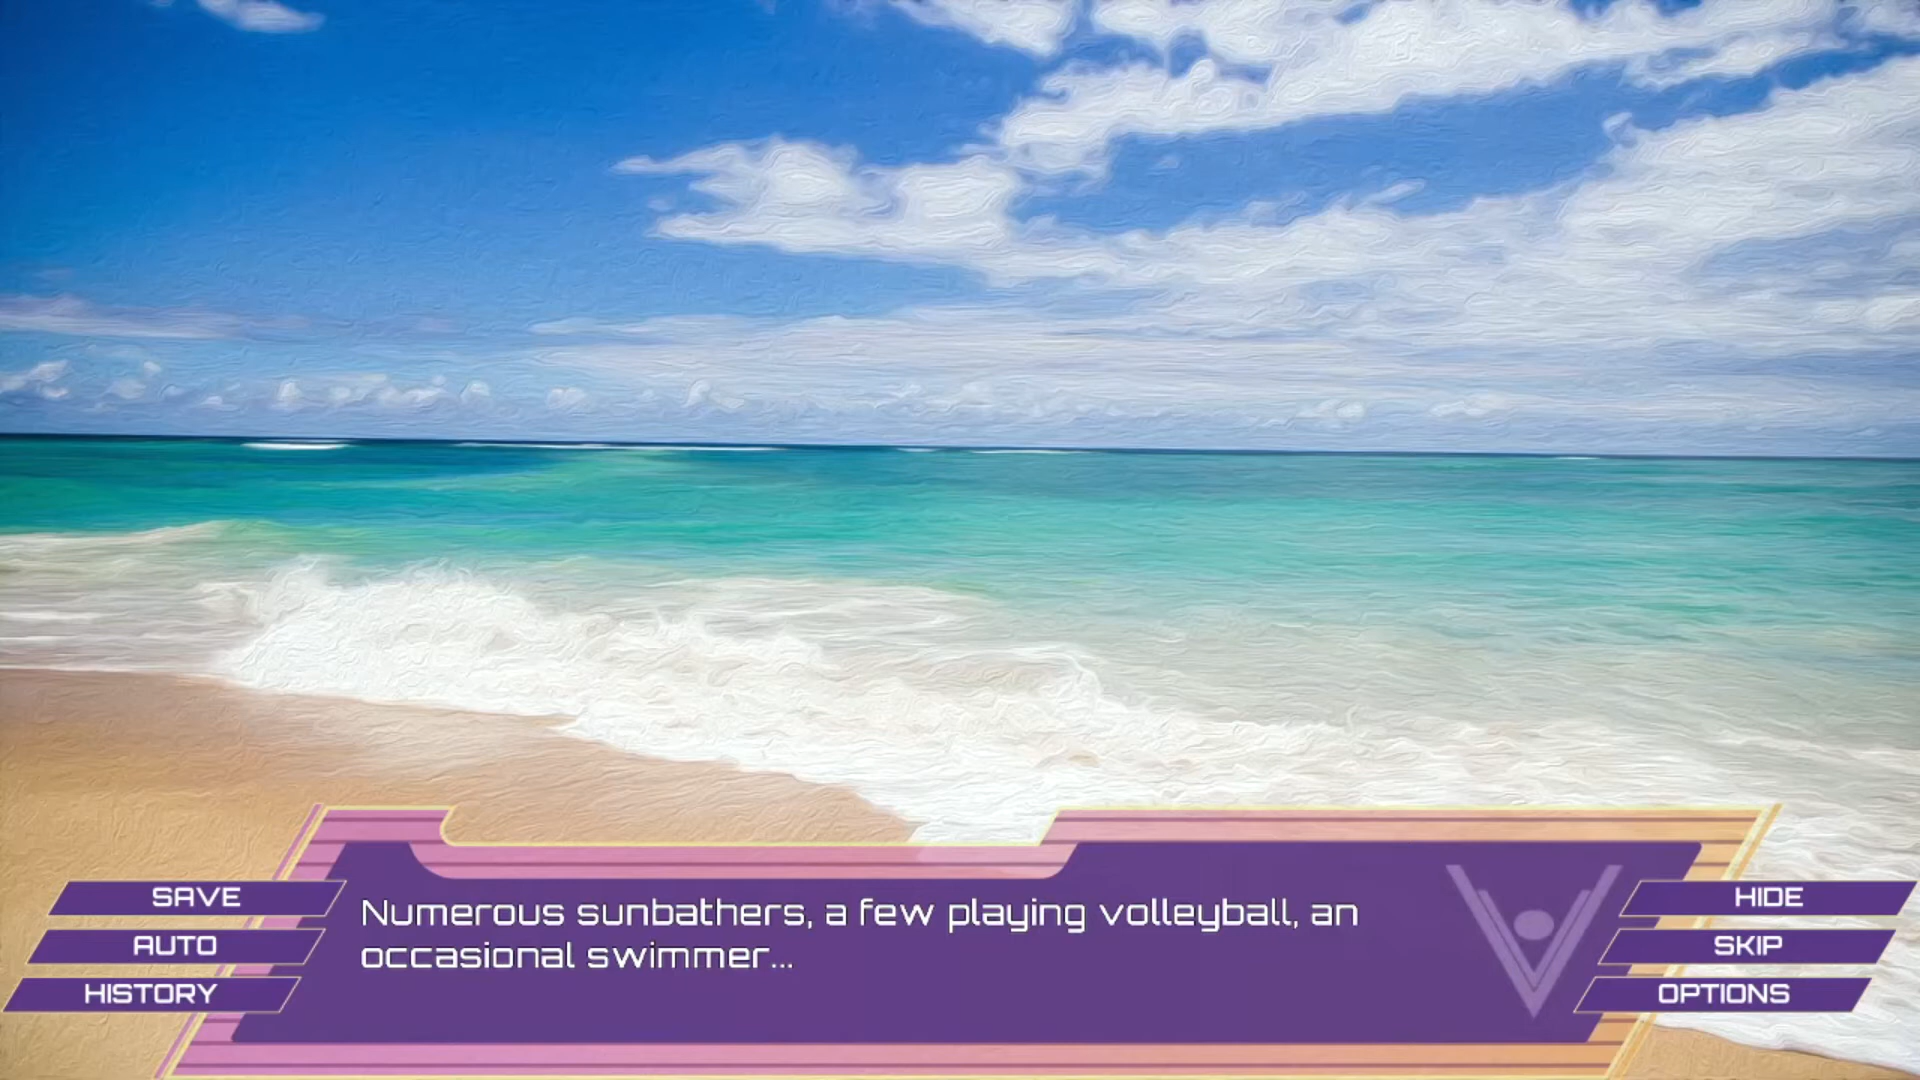 Numerous sunbathers, a few playing volleyball, an
occasional swimmer...
SAVE
AUTO
HISTORY
HIDE
SKIP
OPTIONS